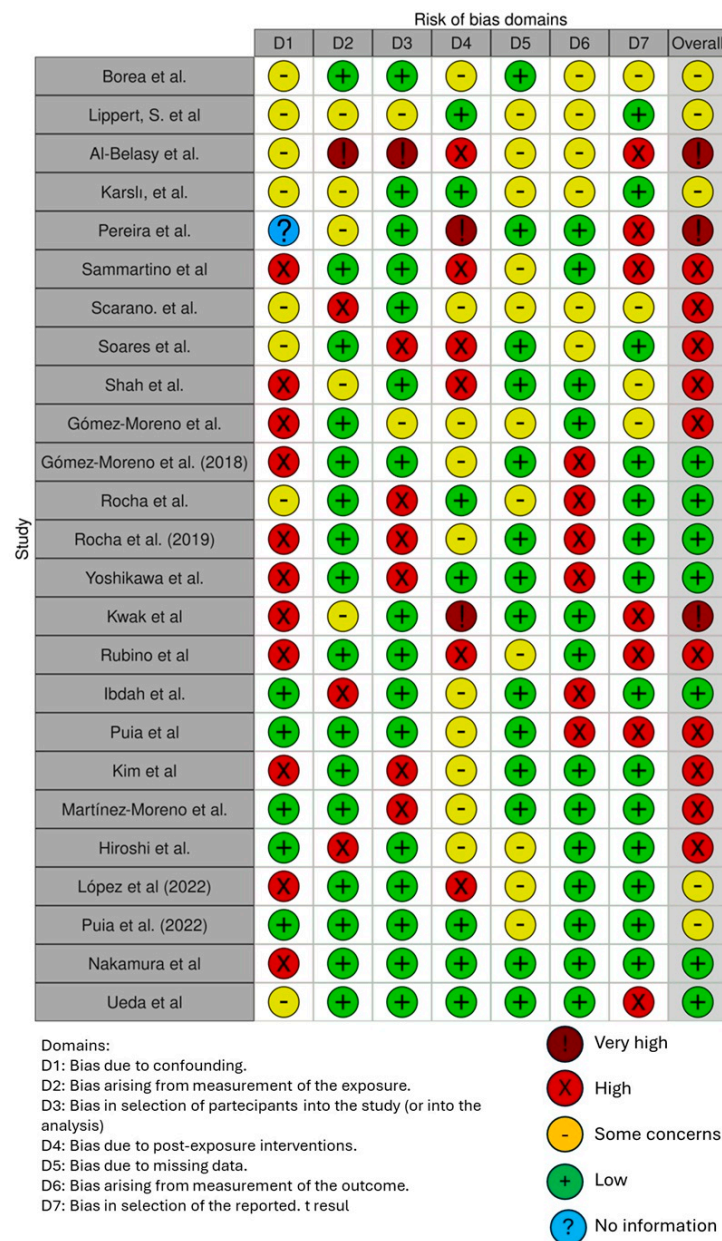 Risk of bias domains
D1 D2 D3 D4 D5 D6 D7 Overall
Study
Borea et al. - + + - + - - -
Lippert, S. et al - - - + - - + -
Al-Belasy et al. - ! ! X - - X !
Karslı, et al. - - + + - - + -
Pereira et al. ? - + ! + + X !
Sammartino et al X + + X - + X X
Scarano. et al. - X + - - - - X
Soares et al. - + X X + - + X
Shah et al. X - + X + + - X
Gómez-Moreno et al. X + - - - + - X
Gómez-Moreno et al. (2018) X + + - + X + +
Rocha et al. - + X + - X + +
Rocha et al. (2019) X + X - + X + +
Yoshikawa et al. X + X + + X + +
Kwak et al X - + ! + + X !
Rubino et al X + + X - + X X
Ibdah et al. + X + - + X + +
Puia et al + + + - + X X X
Kim et al X + X - + + + X
Martínez-Moreno et al. + + X - + + + X
Hiroshi et al. + X + - - + + X
López et al (2022) X + + X - + + -
Puia et al. (2022) + + + + - + + -
Nakamura et al X + + + + + + +
Ueda et al - + + + + + X +
Domains:
D1: Bias due to confounding.
D2: Bias arising from measurement of the exposure.
D3: Bias in selection of partecipants into the study (or into the
analysis)
D4: Bias due to post-exposure interventions.
D5: Bias due to missing data.
D6: Bias arising from measurement of the outcome.
D7: Bias in selection of the reported. t resul
! Very high
X High
- Some concerns
+ Low
? No information